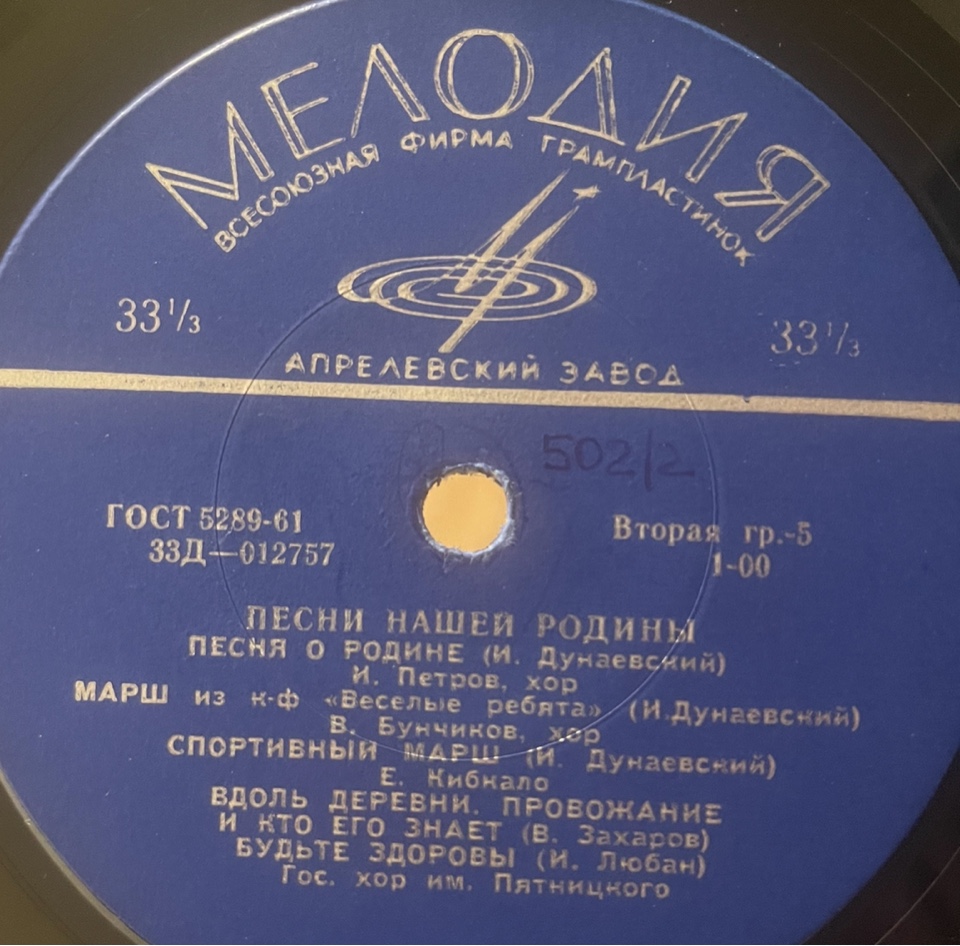 МЕЛОДИЯ
ВСЕСОЮЗНАЯ ФИРМА ГРАМПЛАСТИНОК
33⅓ 33⅓
АПРЕЛЕВСКИЙ ЗАВОД
502/2
ГОСТ 5289-61 Вторая гр.-5
33Д—012757 1-00
ПЕСНИ НАШЕЙ РОДИНЫ
ПЕСНЯ О РОДИНЕ (И. Дунаевский)
И. Петров, хор
МАРШ из к-ф «Веселые ребята» (И.Дунаевский)
В. Бунчиков, хор
СПОРТИВНЫЙ МАРШ (И. Дунаевский)
Е. Кибкало
ВДОЛЬ ДЕРЕВНИ. ПРОВОЖАНИЕ
И КТО ЕГО ЗНАЕТ (В. Захаров)
БУДЬТЕ ЗДОРОВЫ (И. Любан)
Гос. хор им. Пятницкого